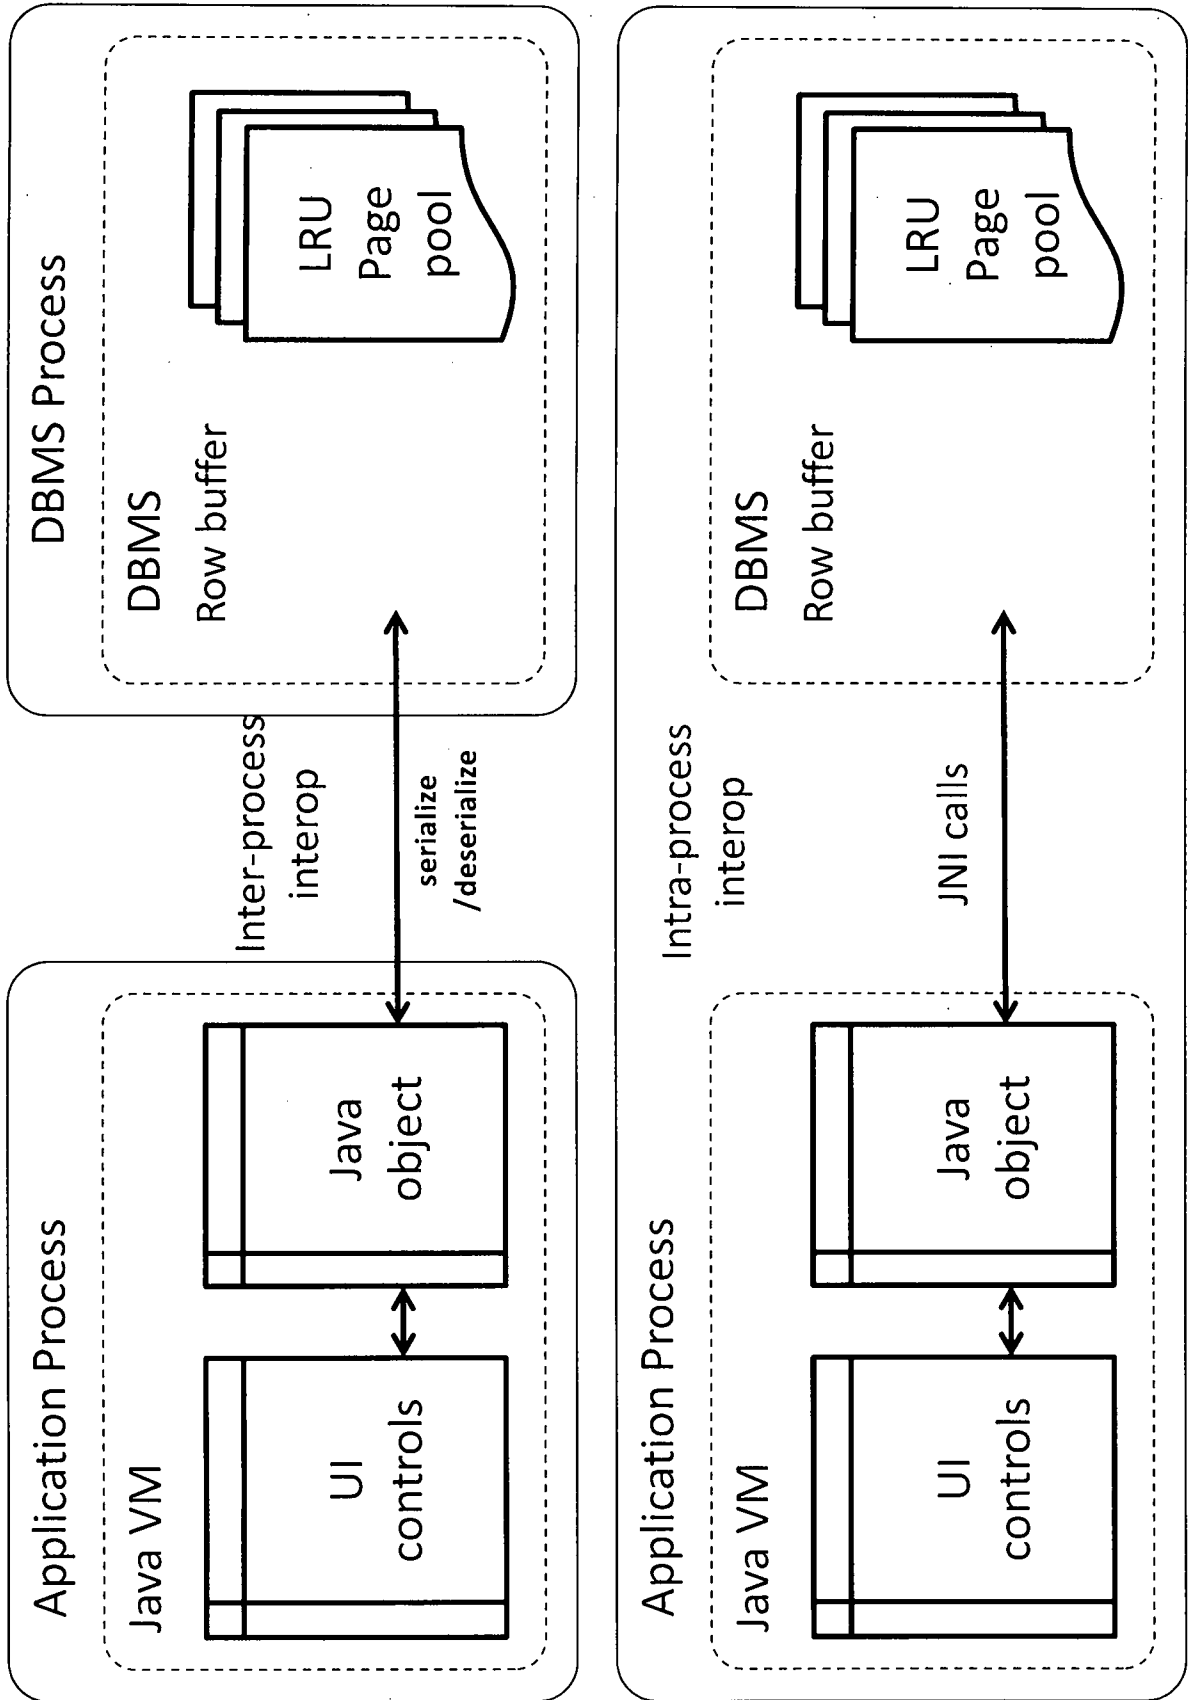 Application Process
Java VM
UI
controls
Java
object
Inter-process
interop
serialize
/deserialize
DBMS Process
DBMS
Row buffer
LRU
Page
pool
Application Process
Java VM
UI
controls
Java
object
Intra-process
interop
JNI calls
DBMS
Row buffer
LRU
Page
pool